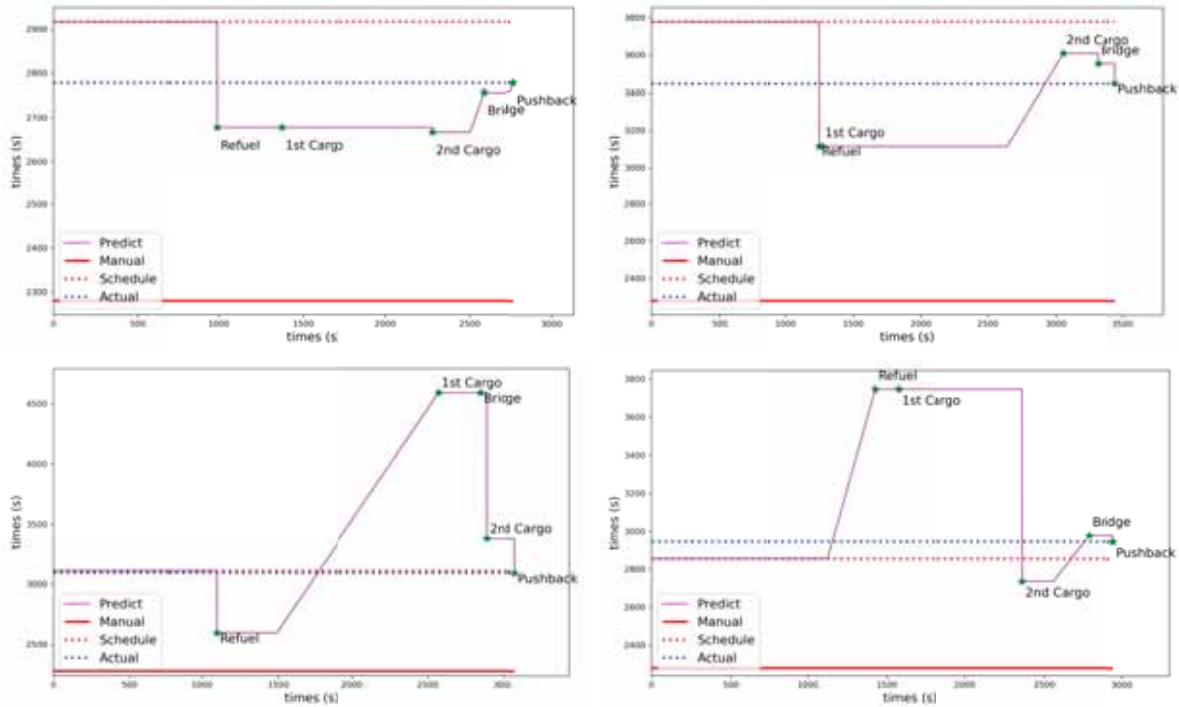 2900
2800
2700
2600
2500
2400
2300
times (s)
Refuel
1st Cargo
2nd Cargo
Bridge
Pushback
Predict
Manual
Schedule
Actual
0 500 1000 1500 2000 2500 3000
times (s)
3800
3600
3400
3200
3000
2800
2600
2400
times (s)
2nd Cargo
Bridge
Pushback
1st Cargo
Refuel
Predict
Manual
Schedule
Actual
0 500 1000 1500 2000 2500 3000 3500
times (s)
4500
4000
3500
3000
2500
times (s)
1st Cargo
Bridge
2nd Cargo
Pushback
Refuel
Predict
Manual
Schedule
Actual
0 500 1000 1500 2000 2500 300
times (s)
3800
3600
3400
3200
3000
2800
2600
2400
times (s)
Refuel
1st Cargo
Bridge
Pushback
2nd Cargo
Predict
Manual
Schedule
Actual
0 500 1000 1500 2000 2500 3000
times (s)